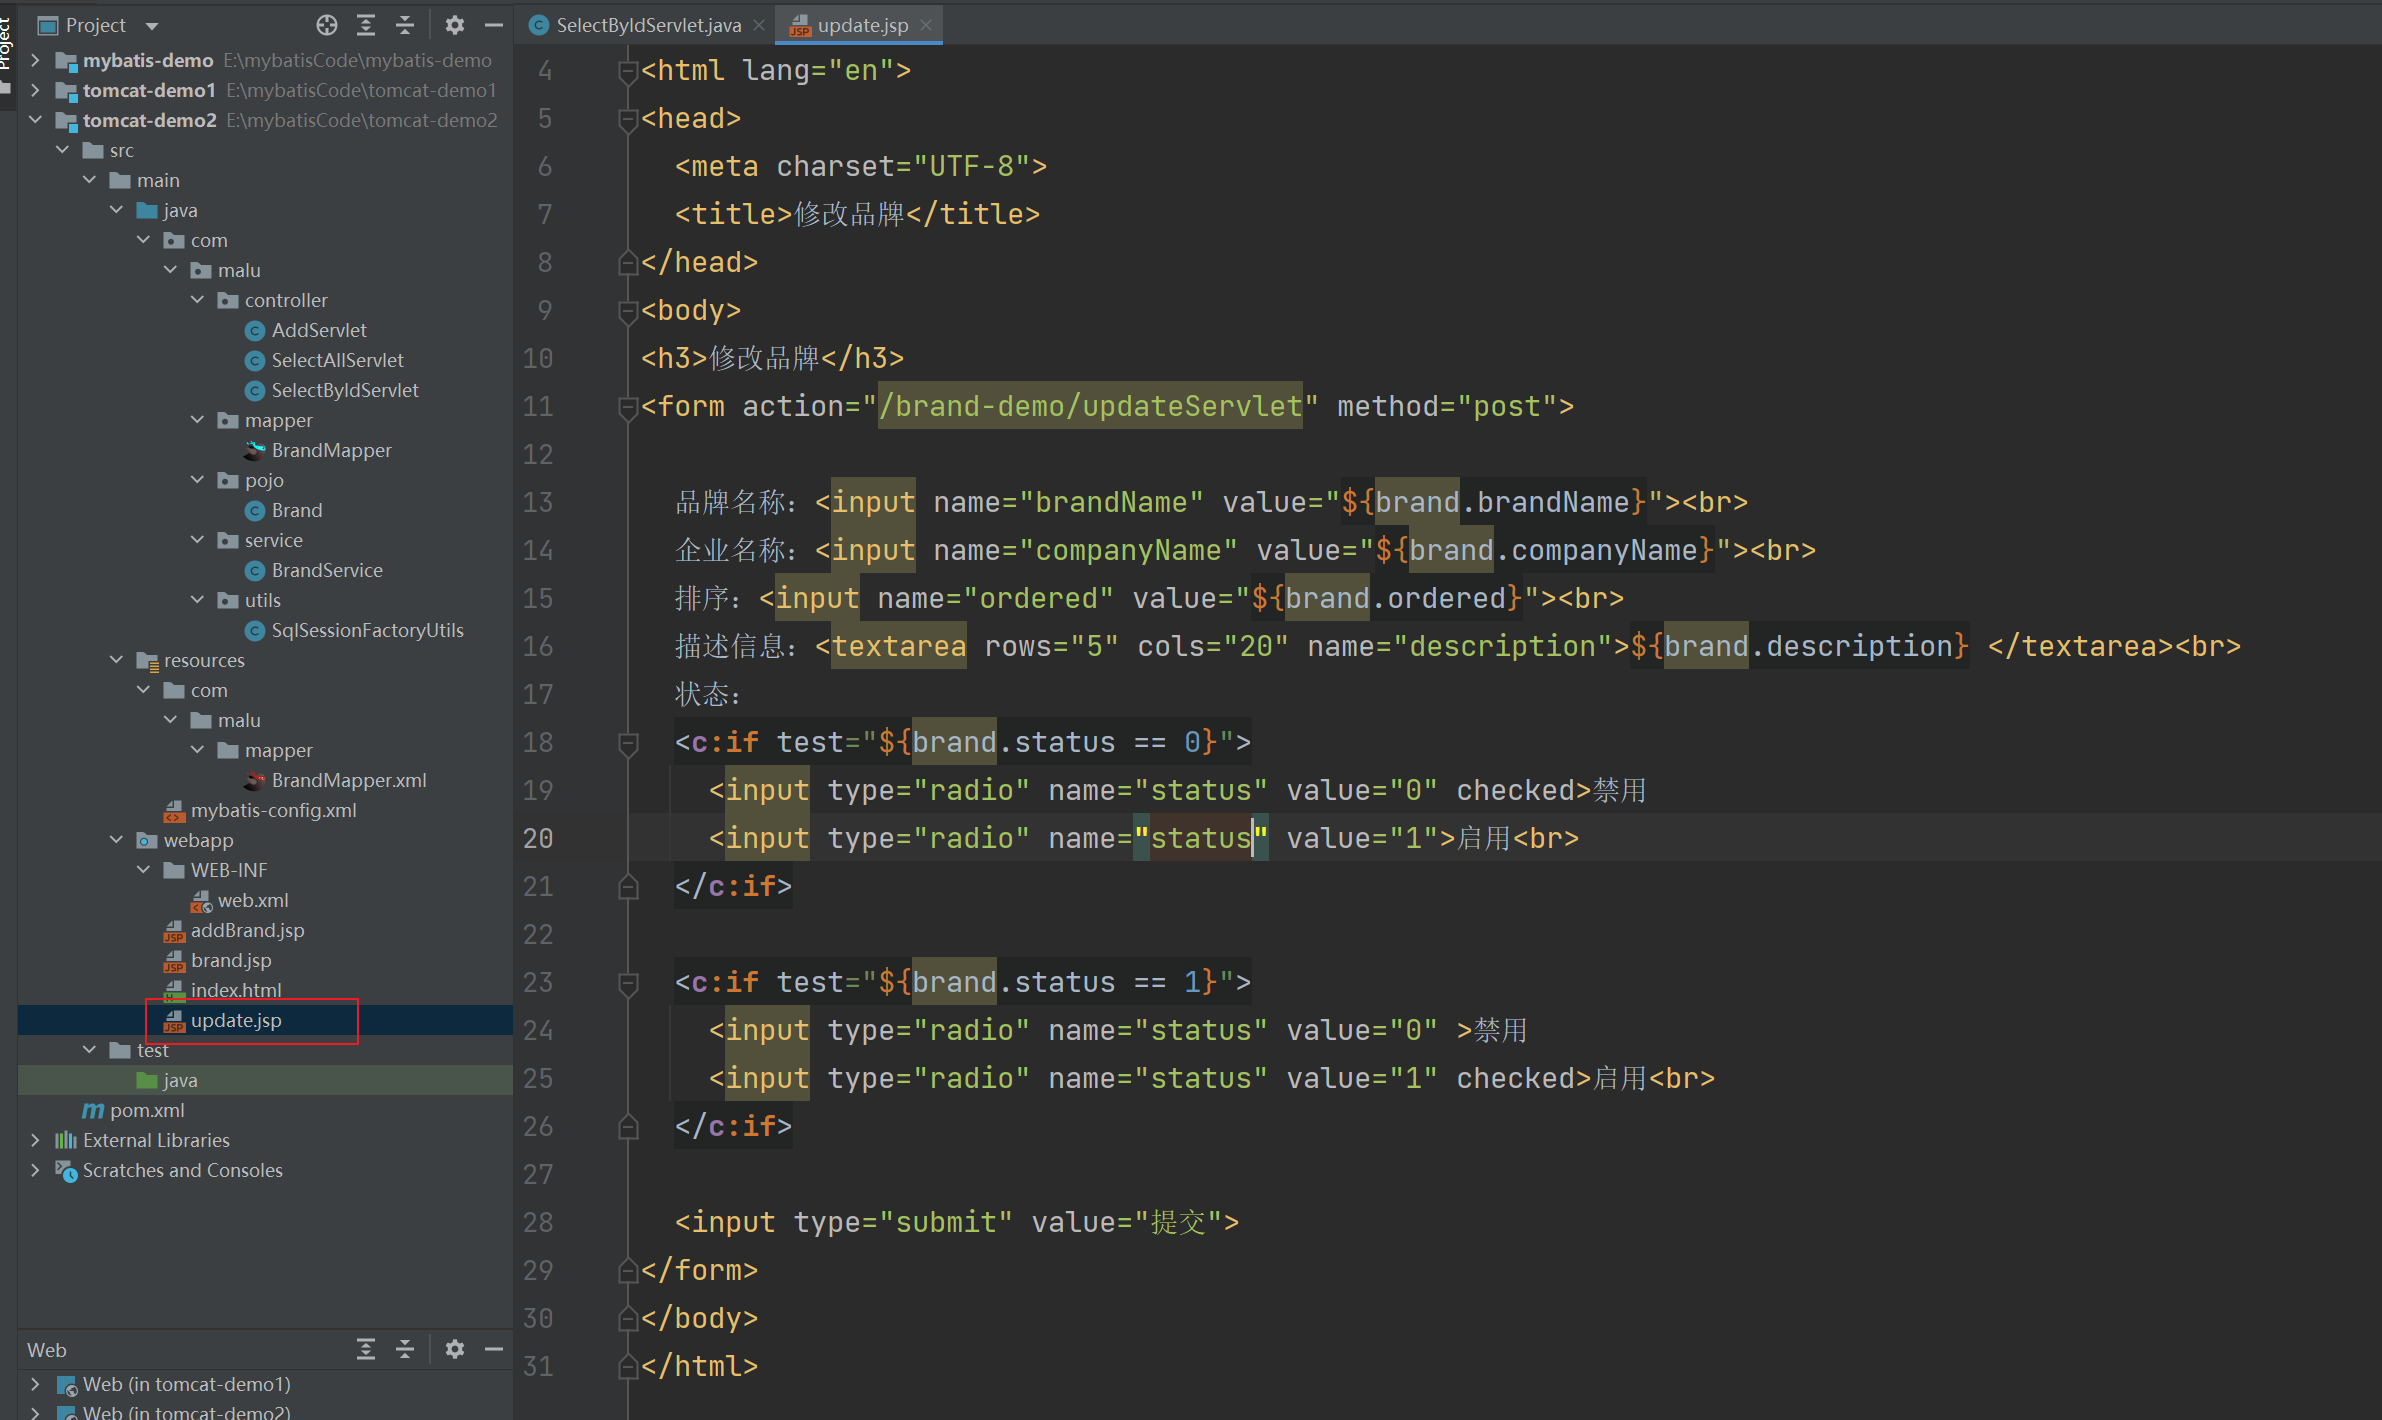 Project
Project
mybatis-demo E:\mybatisCode\mybatis-demo
tomcat-demo1 E:\mybatisCode\tomcat-demo1
tomcat-demo2 E:\mybatisCode\tomcat-demo2
src
main
java
com
malu
controller
AddServlet
SelectAllServlet
SelectByIdServlet
mapper
BrandMapper
pojo
Brand
service
BrandService
utils
SqlSessionFactoryUtils
resources
com
malu
mapper
BrandMapper.xml
mybatis-config.xml
webapp
WEB-INF
web.xml
addBrand.jsp
brand.jsp
index.html
update.jsp
test
java
pom.xml
External Libraries
Scratches and Consoles
Web
Web (in tomcat-demo1)
Web (in tomcat-demo2)
SelectByIdServlet.java
update.jsp
4 <html lang="en">
5 <head>
6 <meta charset="UTF-8">
7 <title>修改品牌</title>
8 </head>
9 <body>
10 <h3>修改品牌</h3>
11 <form action="/brand-demo/updateServlet" method="post">
12
13 品牌名称：<input name="brandName" value="${brand.brandName}"><br>
14 企业名称：<input name="companyName" value="${brand.companyName}"><br>
15 排序：<input name="ordered" value="${brand.ordered}"><br>
16 描述信息：<textarea rows="5" cols="20" name="description">${brand.description} </textarea><br>
17 状态：
18 <c:if test="${brand.status == 0}">
19 <input type="radio" name="status" value="0" checked>禁用
20 <input type="radio" name="status" value="1">启用<br>
21 </c:if>
22
23 <c:if test="${brand.status == 1}">
24 <input type="radio" name="status" value="0" >禁用
25 <input type="radio" name="status" value="1" checked>启用<br>
26 </c:if>
27
28 <input type="submit" value="提交">
29 </form>
30 </body>
31 </html>